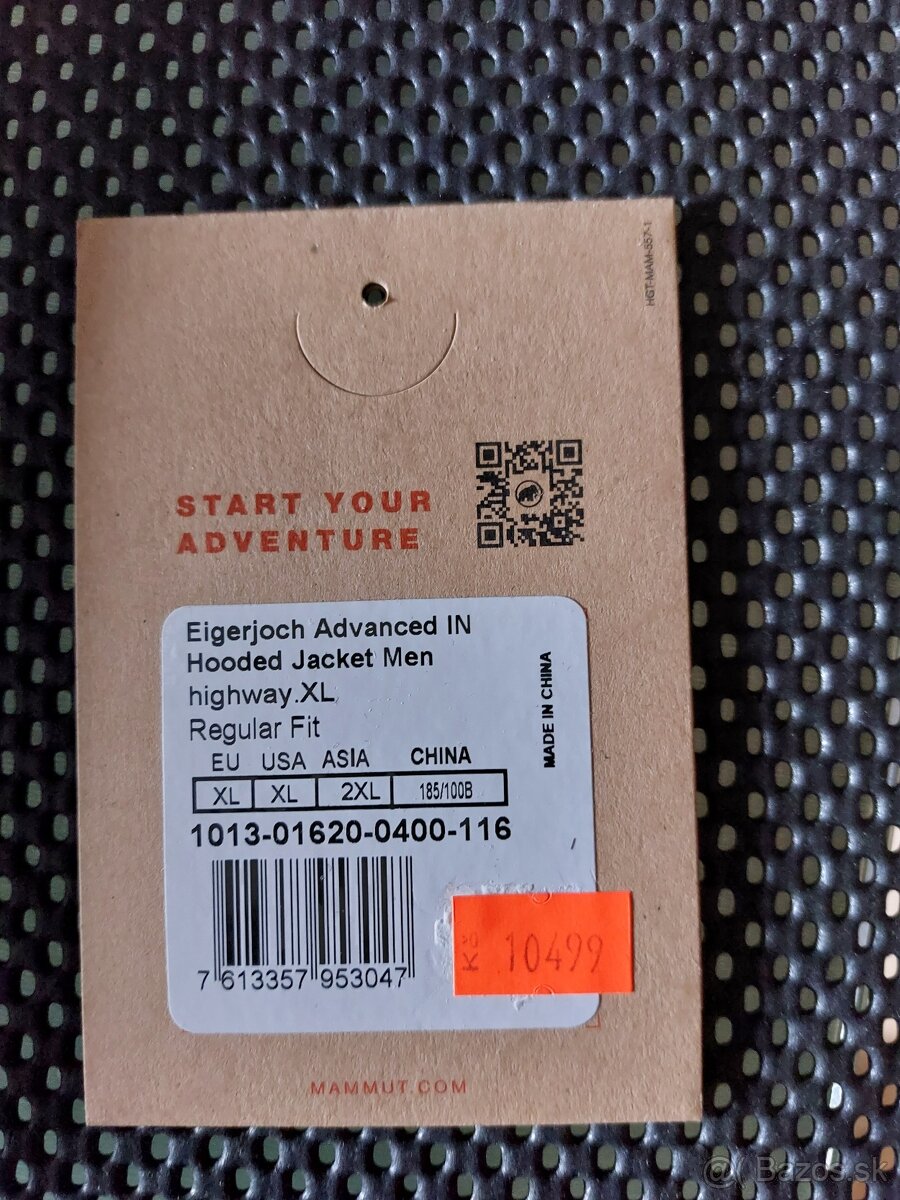 HGT-MAM-557-1
START YOUR
ADVENTURE
Eigerjoch Advanced IN
Hooded Jacket Men
highway.XL
Regular Fit
MADE IN CHINA
EU USA ASIA CHINA
XL XL 2XL 185/100B
1013-01620-0400-116
7 613357 953047
Kč 10499
MAMMUT.COM
@ Bazos.sk